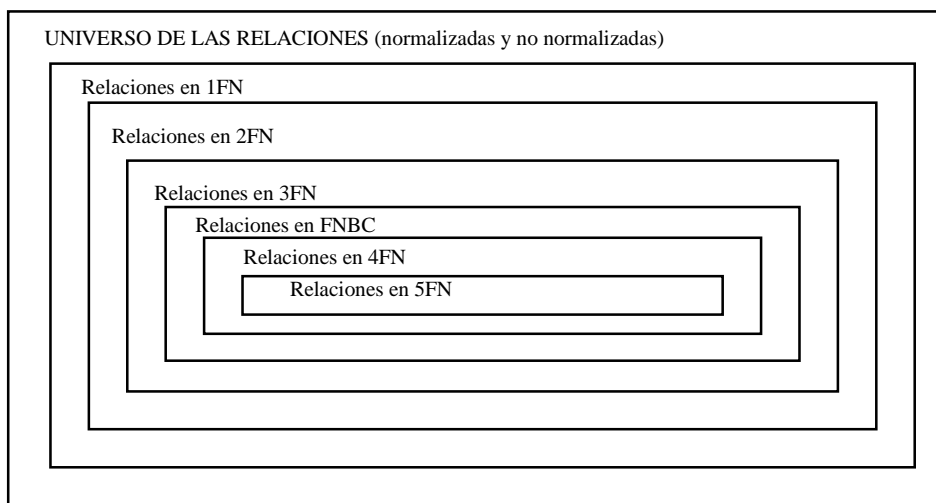 UNIVERSO DE LAS RELACIONES (normalizadas y no normalizadas)
Relaciones en 1FN
Relaciones en 2FN
Relaciones en 3FN
Relaciones en FNBC
Relaciones en 4FN
Relaciones en 5FN